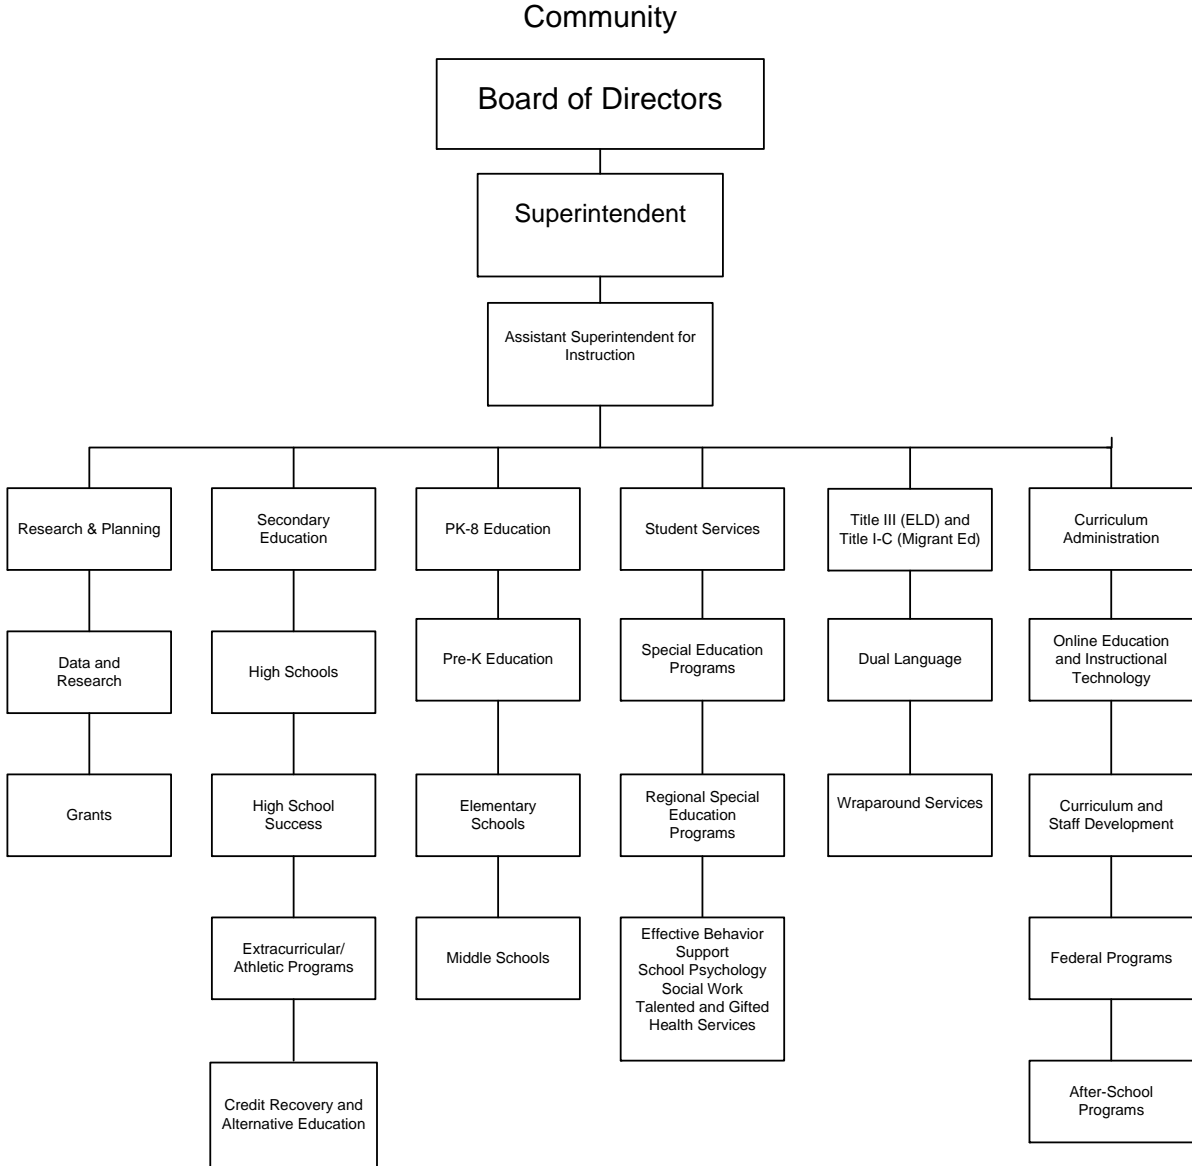 Community
Board of Directors
Superintendent
Assistant Superintendent for
Instruction
Research & Planning
Secondary
Education
PK-8 Education
Student Services
Title III (ELD) and
Title I-C (Migrant Ed)
Curriculum
Administration
Data and
Research
High Schools
Pre-K Education
Special Education
Programs
Dual Language
Online Education
and Instructional
Technology
Grants
High School
Success
Elementary
Schools
Regional Special
Education
Programs
Wraparound Services
Curriculum and
Staff Development
Extracurricular/
Athletic Programs
Middle Schools
Effective Behavior
Support
School Psychology
Social Work
Talented and Gifted
Health Services
Federal Programs
Credit Recovery and
Alternative Education
After-School
Programs